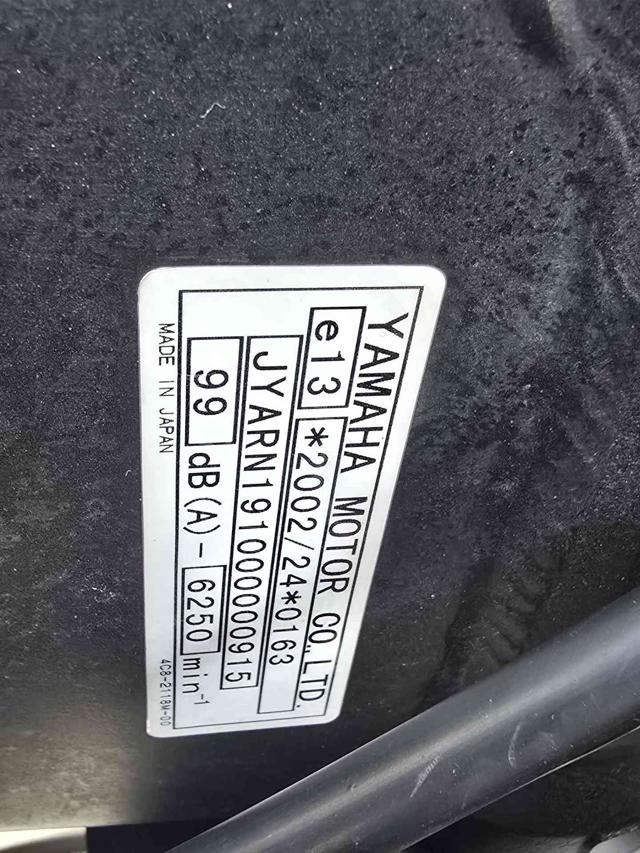 YAMAHA MOTOR CO.,LTD.
e13 *2002/24*0163
JYARN191000000915
99 dB(A)- 6250 min-1
MADE IN JAPAN 4C8-2118M-00